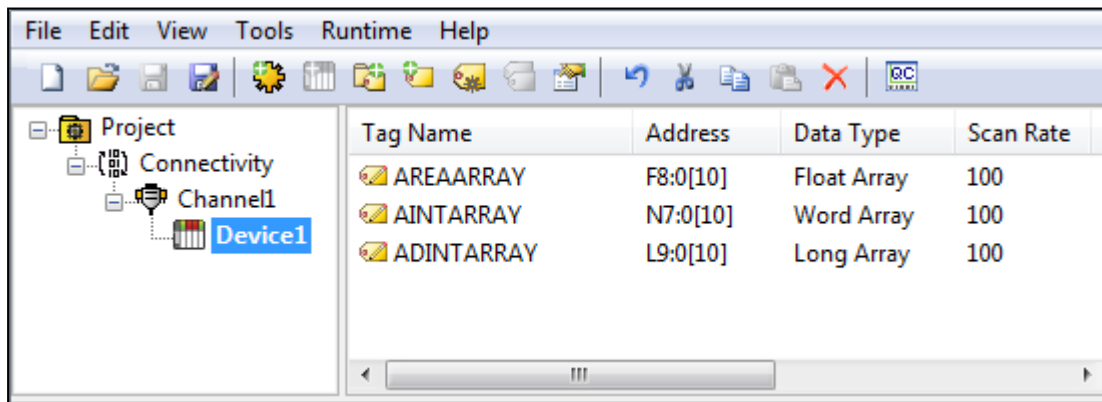 File Edit View Tools Runtime Help
Project
Connectivity
Channel1
Device1
Tag Name Address Data Type Scan Rate
AREAARRAY F8:0[10] Float Array 100
AINTARRAY N7:0[10] Word Array 100
ADINTARRAY L9:0[10] Long Array 100
QC